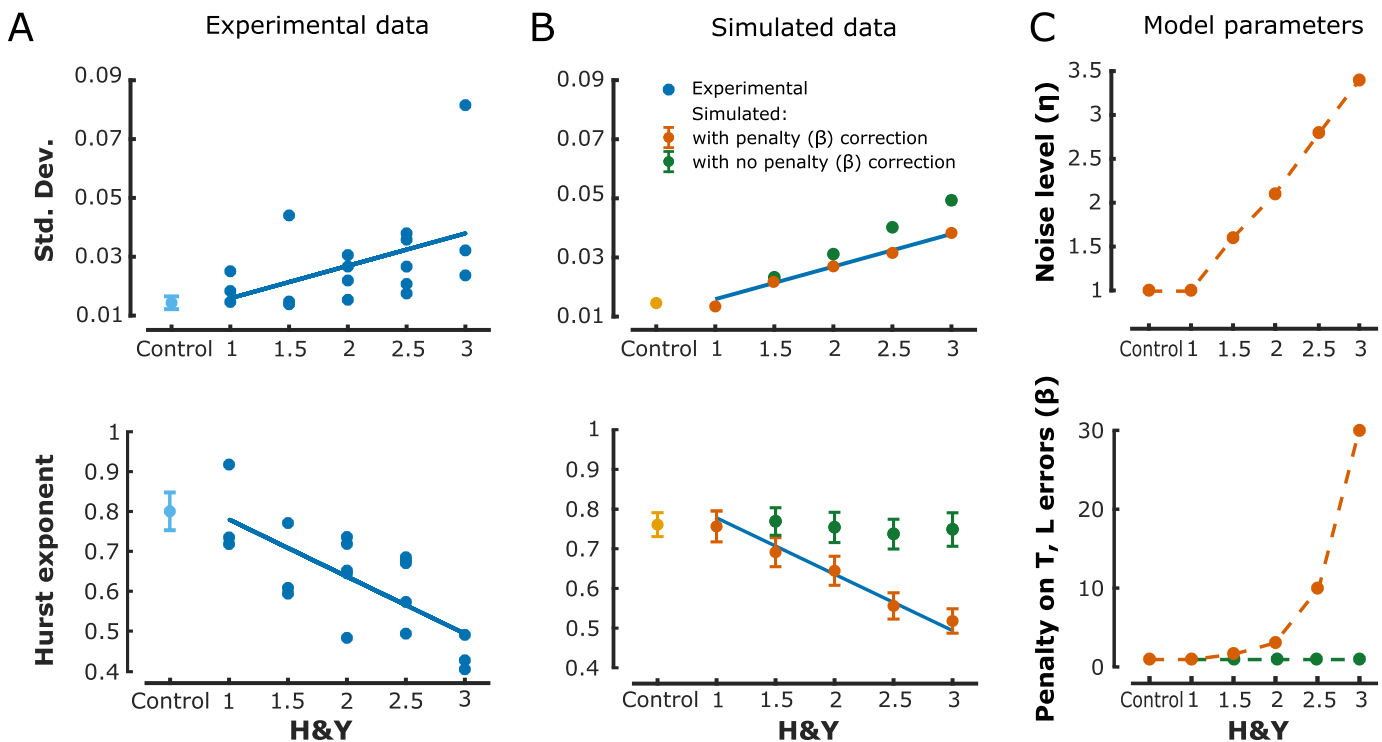 A
Experimental data
B
Simulated data
C
Model parameters
Std. Dev.
0.09
0.07
0.05
0.03
0.01
Control 1 1.5 2 2.5 3
0.09
0.07
0.05
0.03
0.01
Experimental
Simulated:
with penalty (β) correction
with no penalty (β) correction
Control 1 1.5 2 2.5 3
Noise level (η)
3.5
3
2.5
2
1.5
1
Control 1 1.5 2 2.5 3
Hurst exponent
1
0.9
0.8
0.7
0.6
0.5
0.4
Control 1 1.5 2 2.5 3
H&Y
1
0.9
0.8
0.7
0.6
0.5
0.4
Control 1 1.5 2 2.5 3
H&Y
Penalty on T, L errors (β)
30
20
10
0
Control 1 1.5 2 2.5 3
H&Y